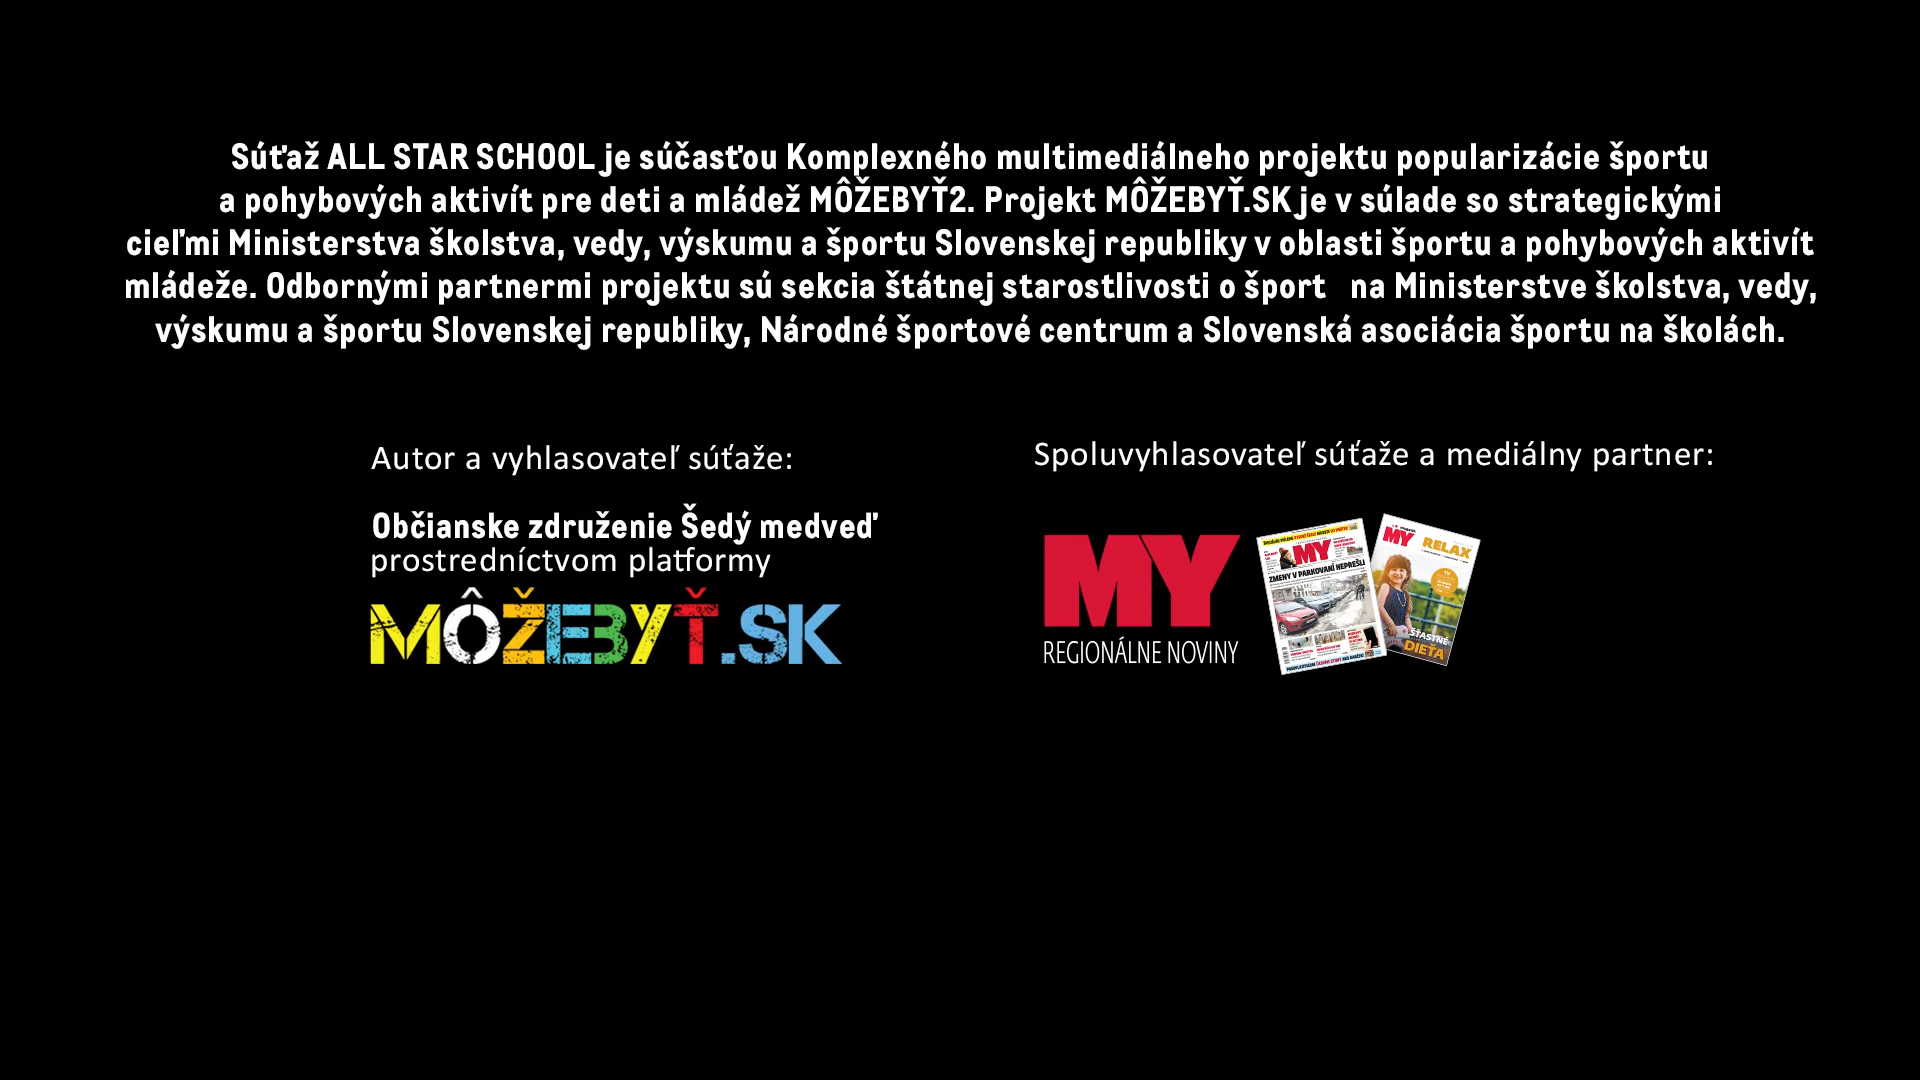 Súťaž ALL STAR SCHOOL je súčasťou Komplexného multimediálneho projektu popularizácie športu
a pohybových aktivít pre deti a mládež MÔŽEBYŤ2. Projekt MÔŽEBYŤ.SK je v súlade so strategickými
cieľmi Ministerstva školstva, vedy, výskumu a športu Slovenskej republiky v oblasti športu a pohybových aktivít
mládeže. Odbornými partnermi projektu sú sekcia štátnej starostlivosti o šport na Ministerstve školstva, vedy,
výskumu a športu Slovenskej republiky, Národné športové centrum a Slovenská asociácia športu na školách.
Autor a vyhlasovateľ súťaže:
Občianske združenie Šedý medveď
prostredníctvom platformy
MÔŽEBYŤ.SK
Spoluvyhlasovateľ súťaže a mediálny partner:
MY
REGIONÁLNE NOVINY
MY
ZMENY V PARKOVANÍ NEPREŠLI
MY RELAX
ŠŤASTNÉ
DIEŤA